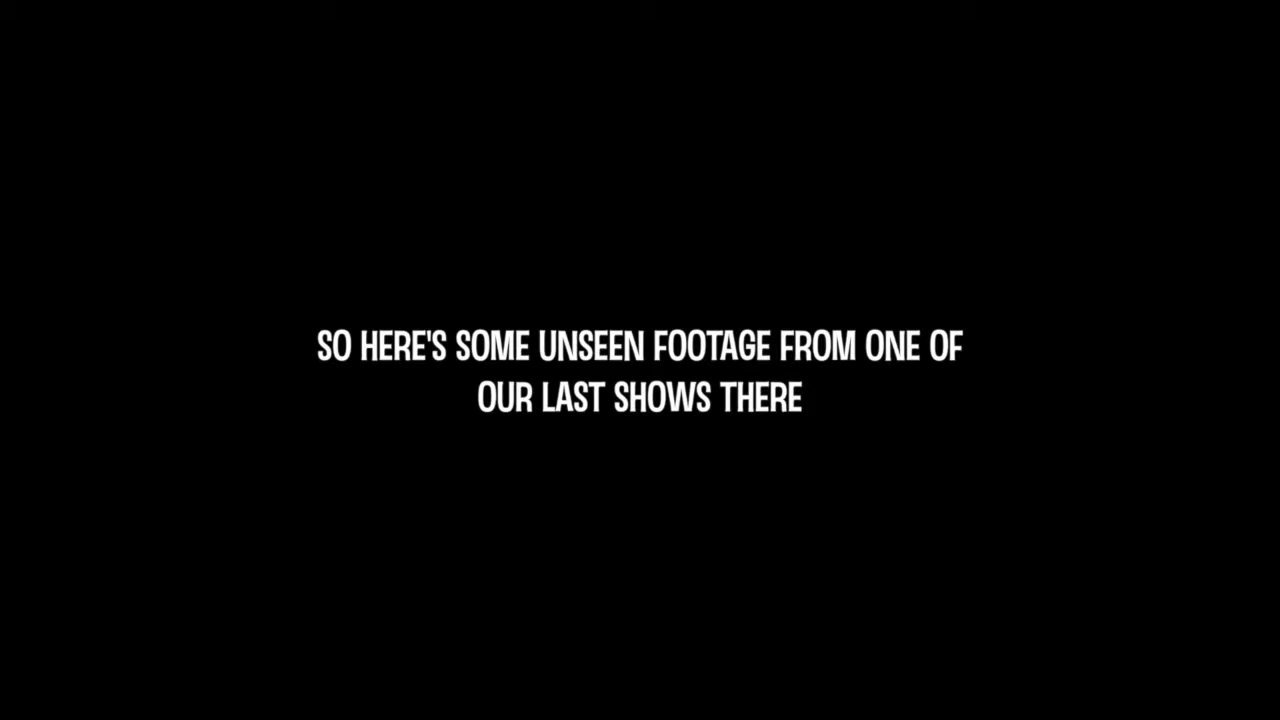 SO HERE'S SOME UNSEEN FOOTAGE FROM ONE OF
OUR LAST SHOWS THERE